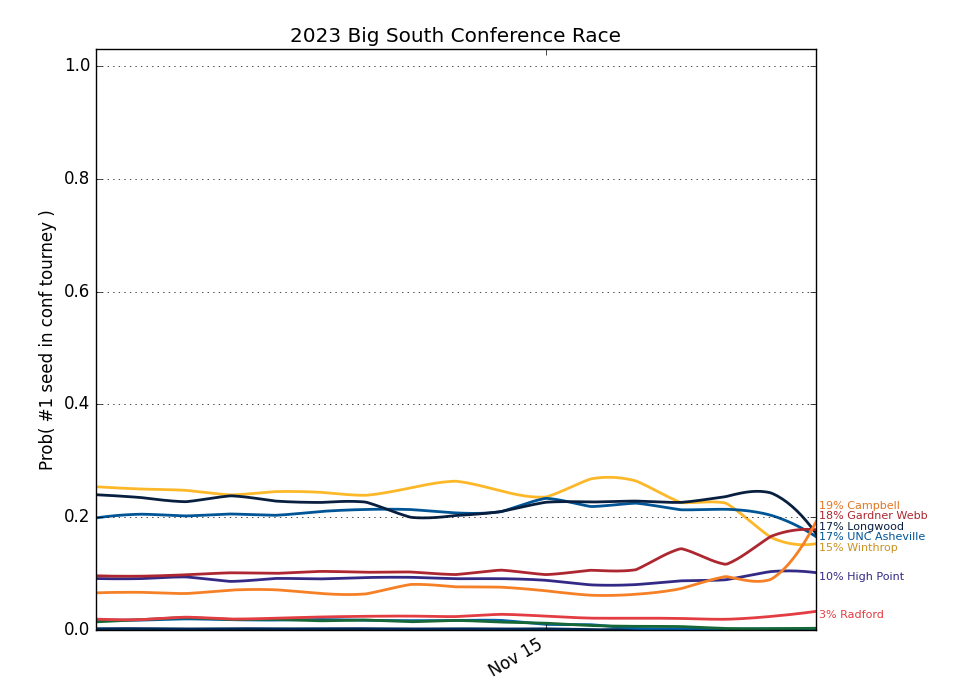 2023 Big South Conference Race
Prob( #1 seed in conf tourney )
1.0
0.8
0.6
0.4
0.2
0.0
Nov 15
19% Campbell
18% Gardner Webb
17% Longwood
17% UNC Asheville
15% Winthrop
10% High Point
3% Radford